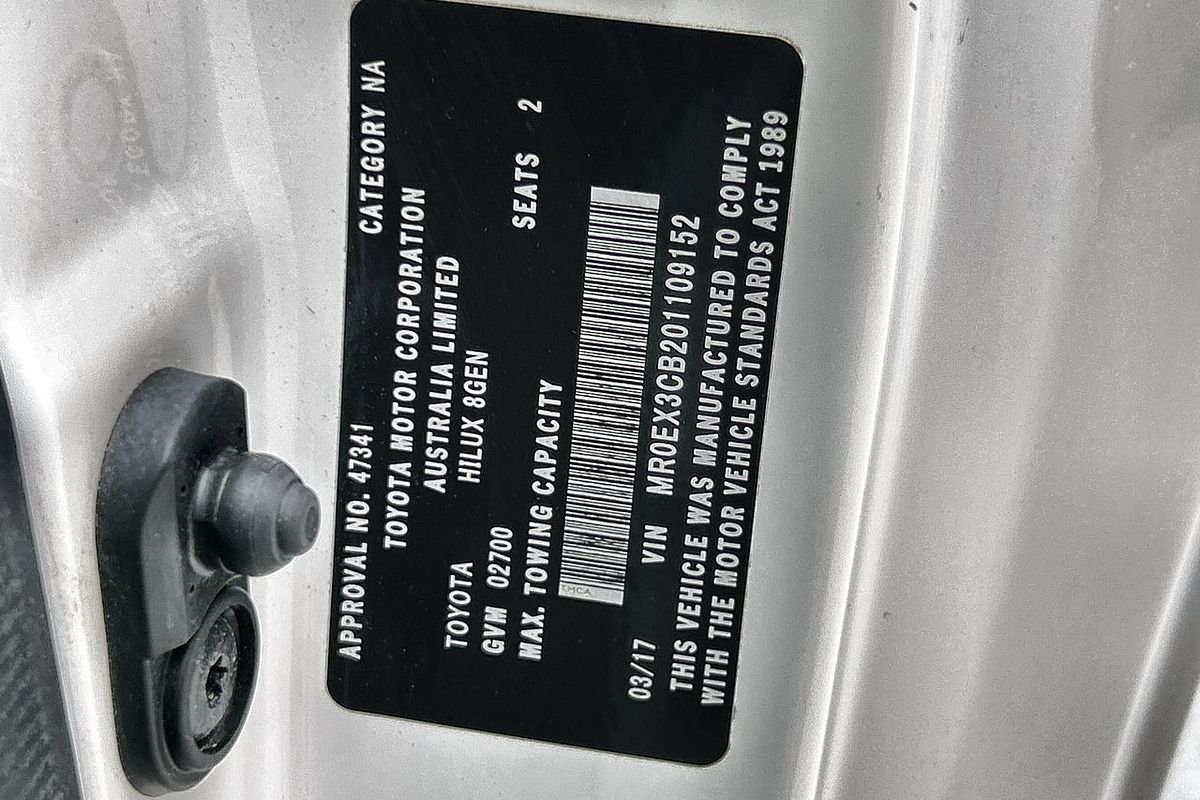 APPROVAL NO. 47341 CATEGORY NA
TOYOTA MOTOR CORPORATION
AUSTRALIA LIMITED
TOYOTA HILUX 8GEN
GVM 02700 SEATS 2
MAX. TOWING CAPACITY
TMCA
03/17 VIN MR0EX3CB201109152
THIS VEHICLE WAS MANUFACTURED TO COMPLY
WITH THE MOTOR VEHICLE STANDARDS ACT 1989